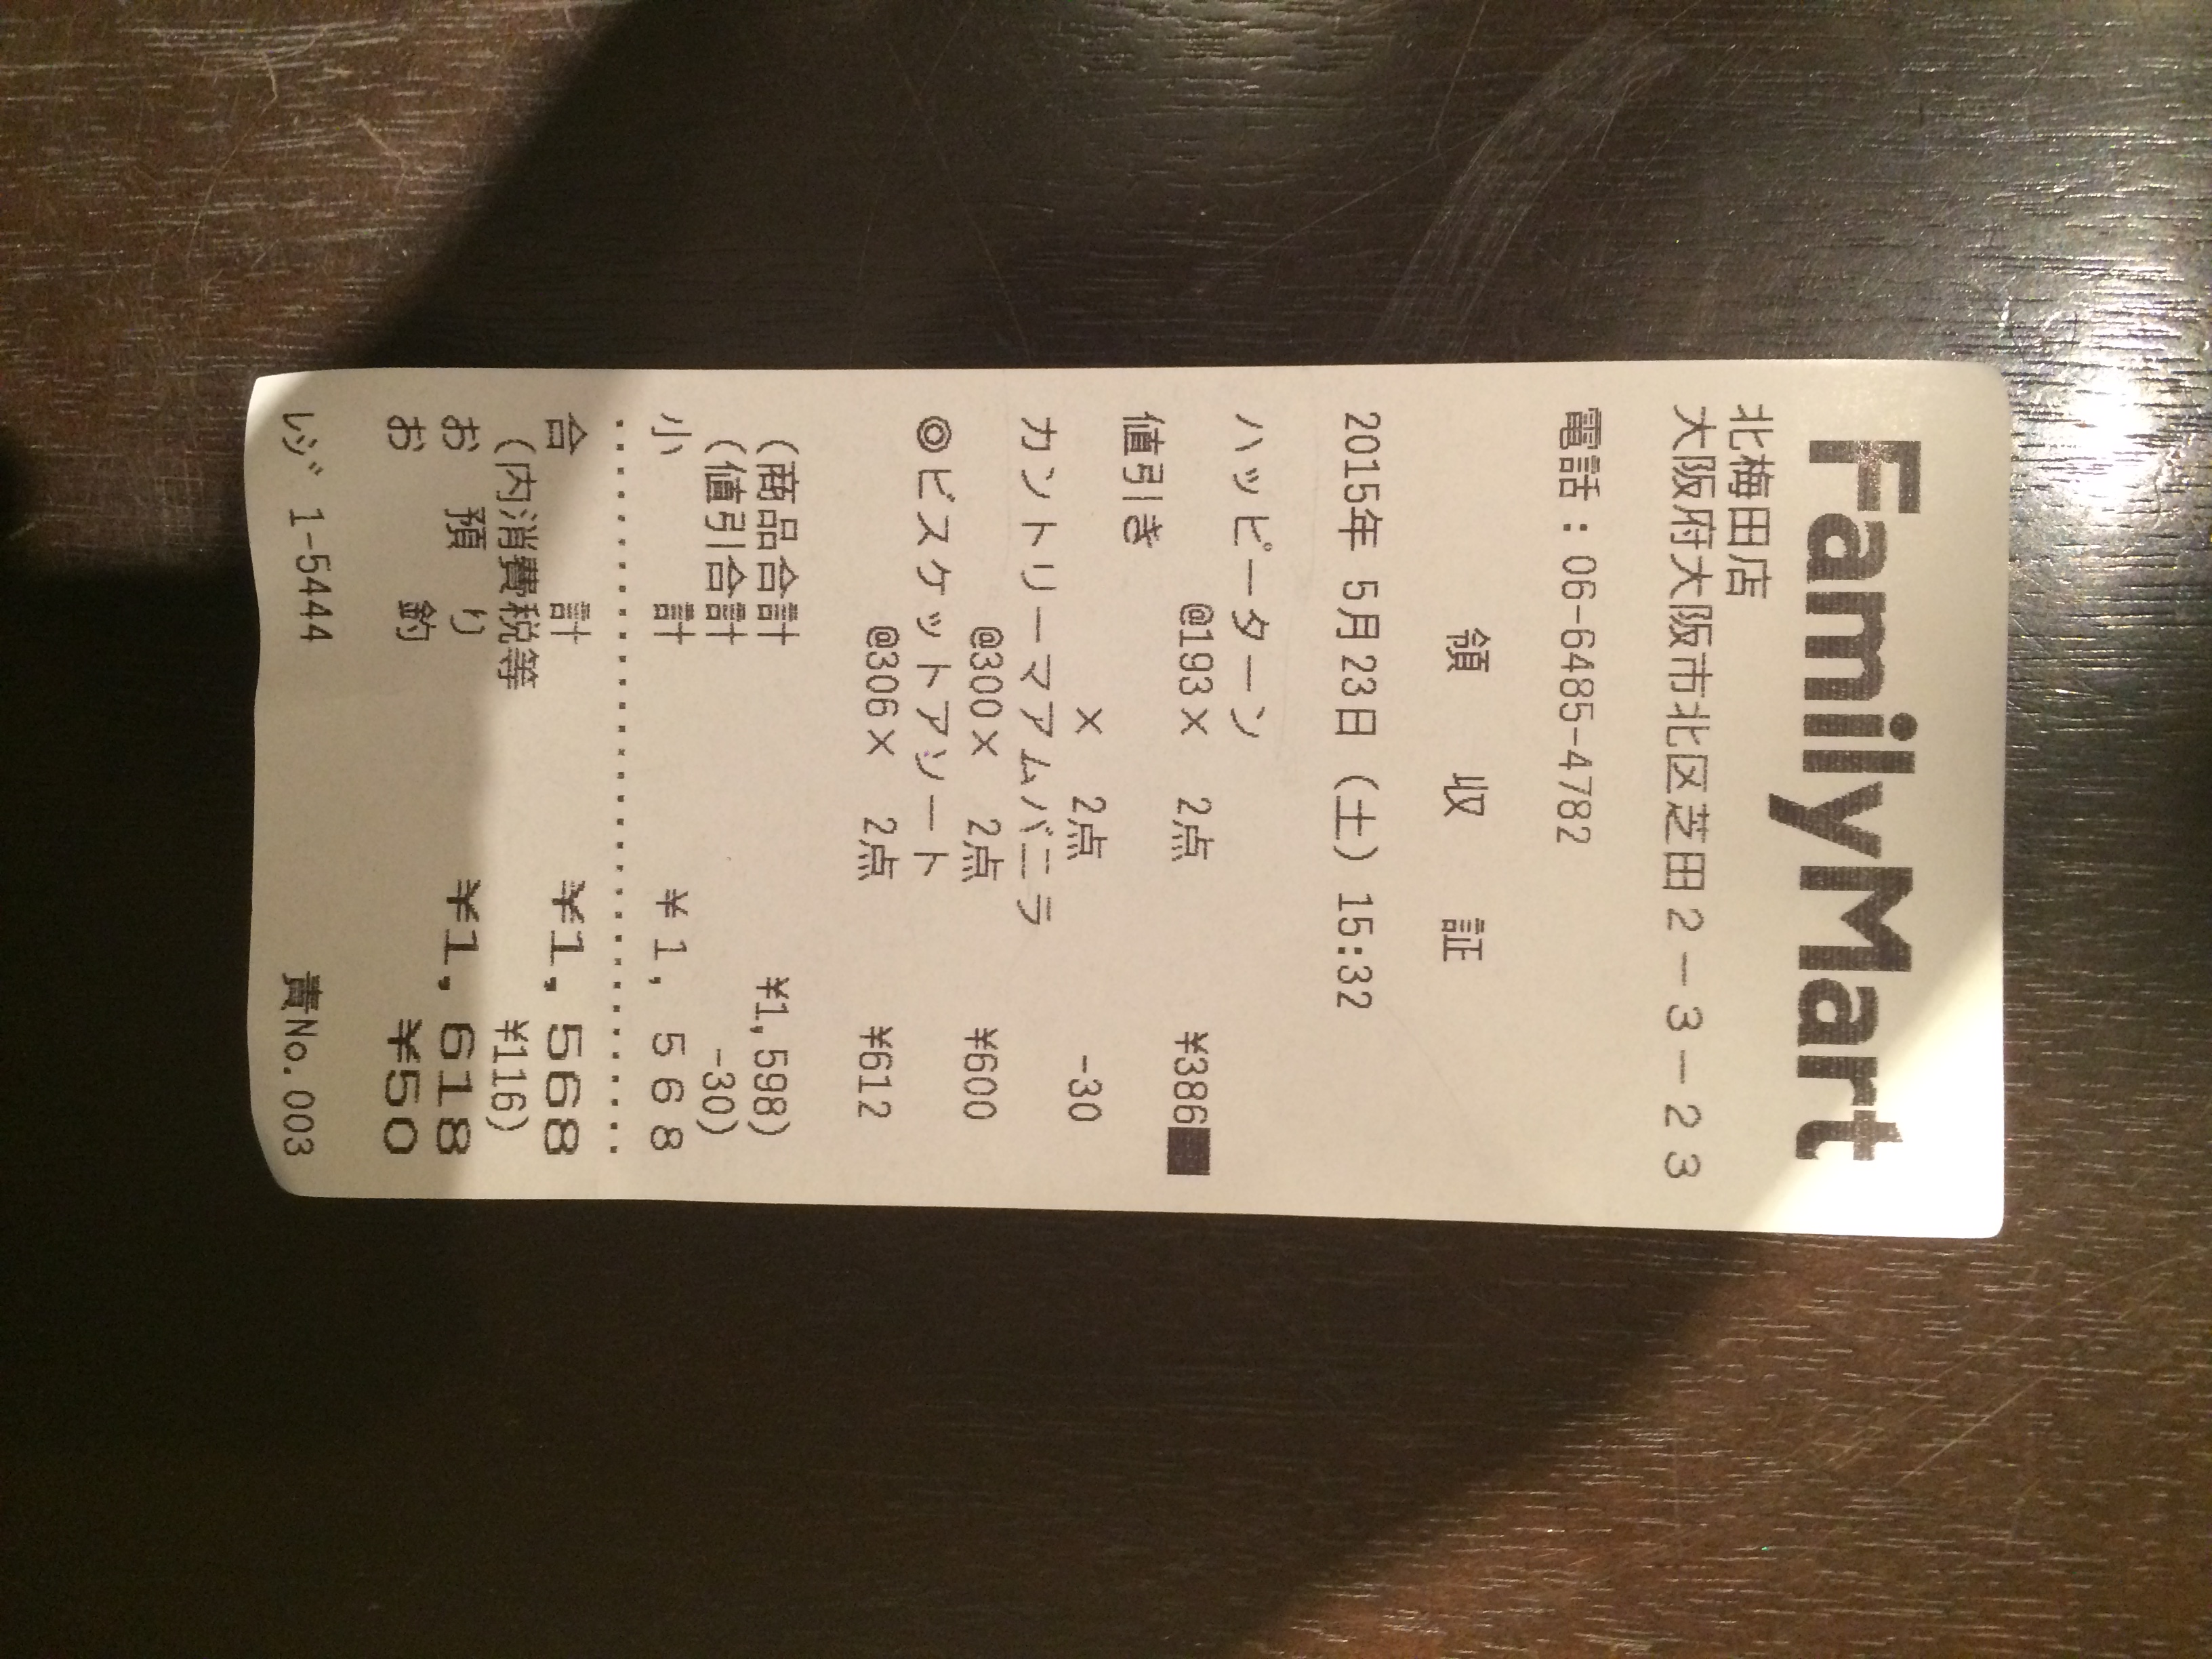 FamilyMart
北梅田店
大阪府大阪市北区芝田2-3-23
電話：06-6485-4782
領 収 証
2015年 5月23日（土）15:32
ハッピーターン
@193× 2点 ¥386■
値引き
× 2点 -30
カントリーマアムバニラ
@300× 2点 ¥600
◎ビスケットアソート
@306× 2点 ¥612
（商品合計 ¥1,598）
（値引合計 -30）
小 計 ¥1,568
合 計 ¥1,568
（内消費税等 ¥116）
お 預 り ¥1,618
お 釣 ¥50
ﾚｼﾞ 1-5444 責No.003